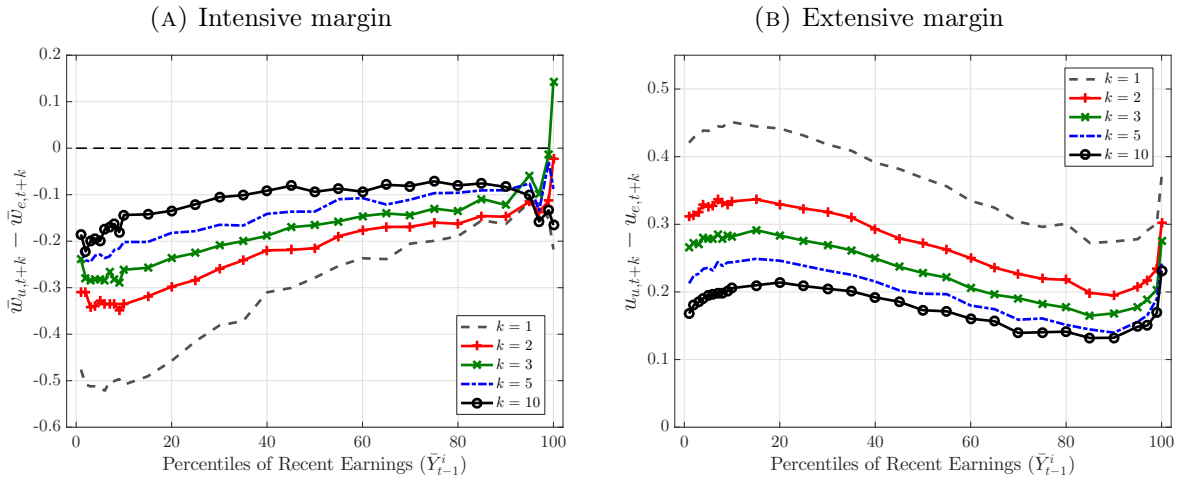 (A) Intensive margin
0.2
0.1
0
-0.1
-0.2
-0.3
-0.4
-0.5
-0.6
w̄u,t+k − w̄e,t+k
k = 1
k = 2
k = 3
k = 5
k = 10
0 20 40 60 80 100
Percentiles of Recent Earnings (Ȳⁱt−1)
(B) Extensive margin
0.5
0.4
0.3
0.2
0.1
0
uu,t+k − ue,t+k
k = 1
k = 2
k = 3
k = 5
k = 10
0 20 40 60 80 100
Percentiles of Recent Earnings (Ȳⁱt−1)